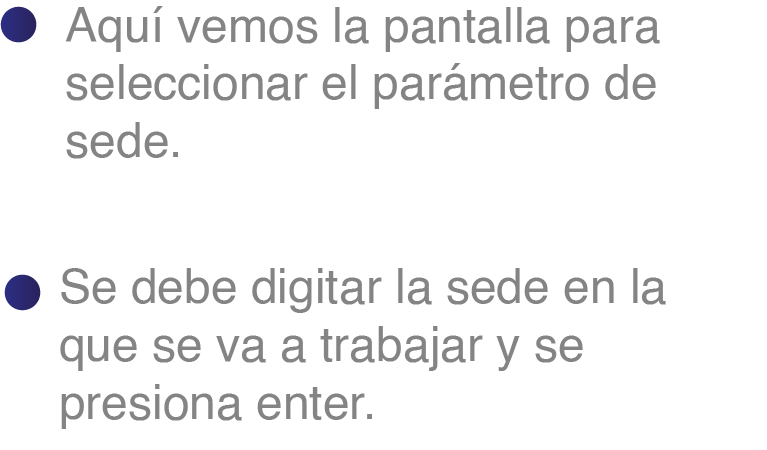 Aquí vemos la pantalla para
seleccionar el parámetro de
sede.
Se debe digitar la sede en la
que se va a trabajar y se
presiona enter.